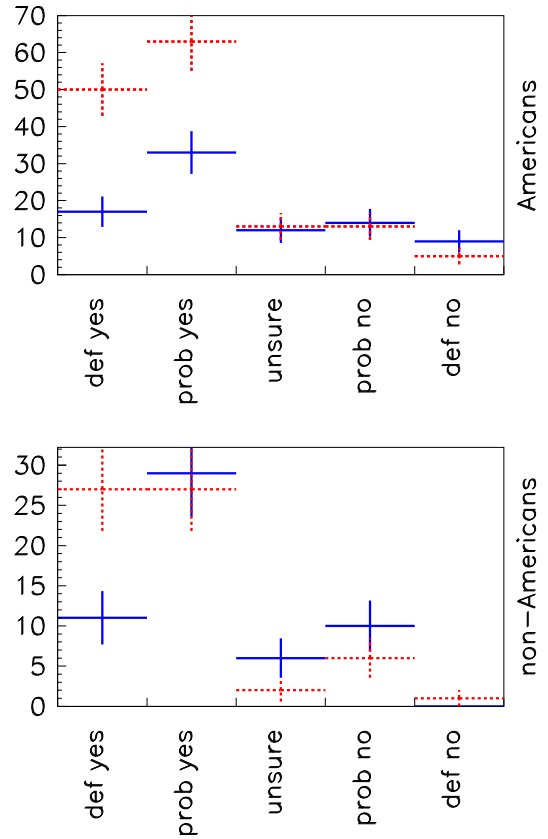 70
60
50
40
30
20
10
0
def yes
prob yes
unsure
prob no
def no
Americans
30
25
20
15
10
5
0
def yes
prob yes
unsure
prob no
def no
non-Americans